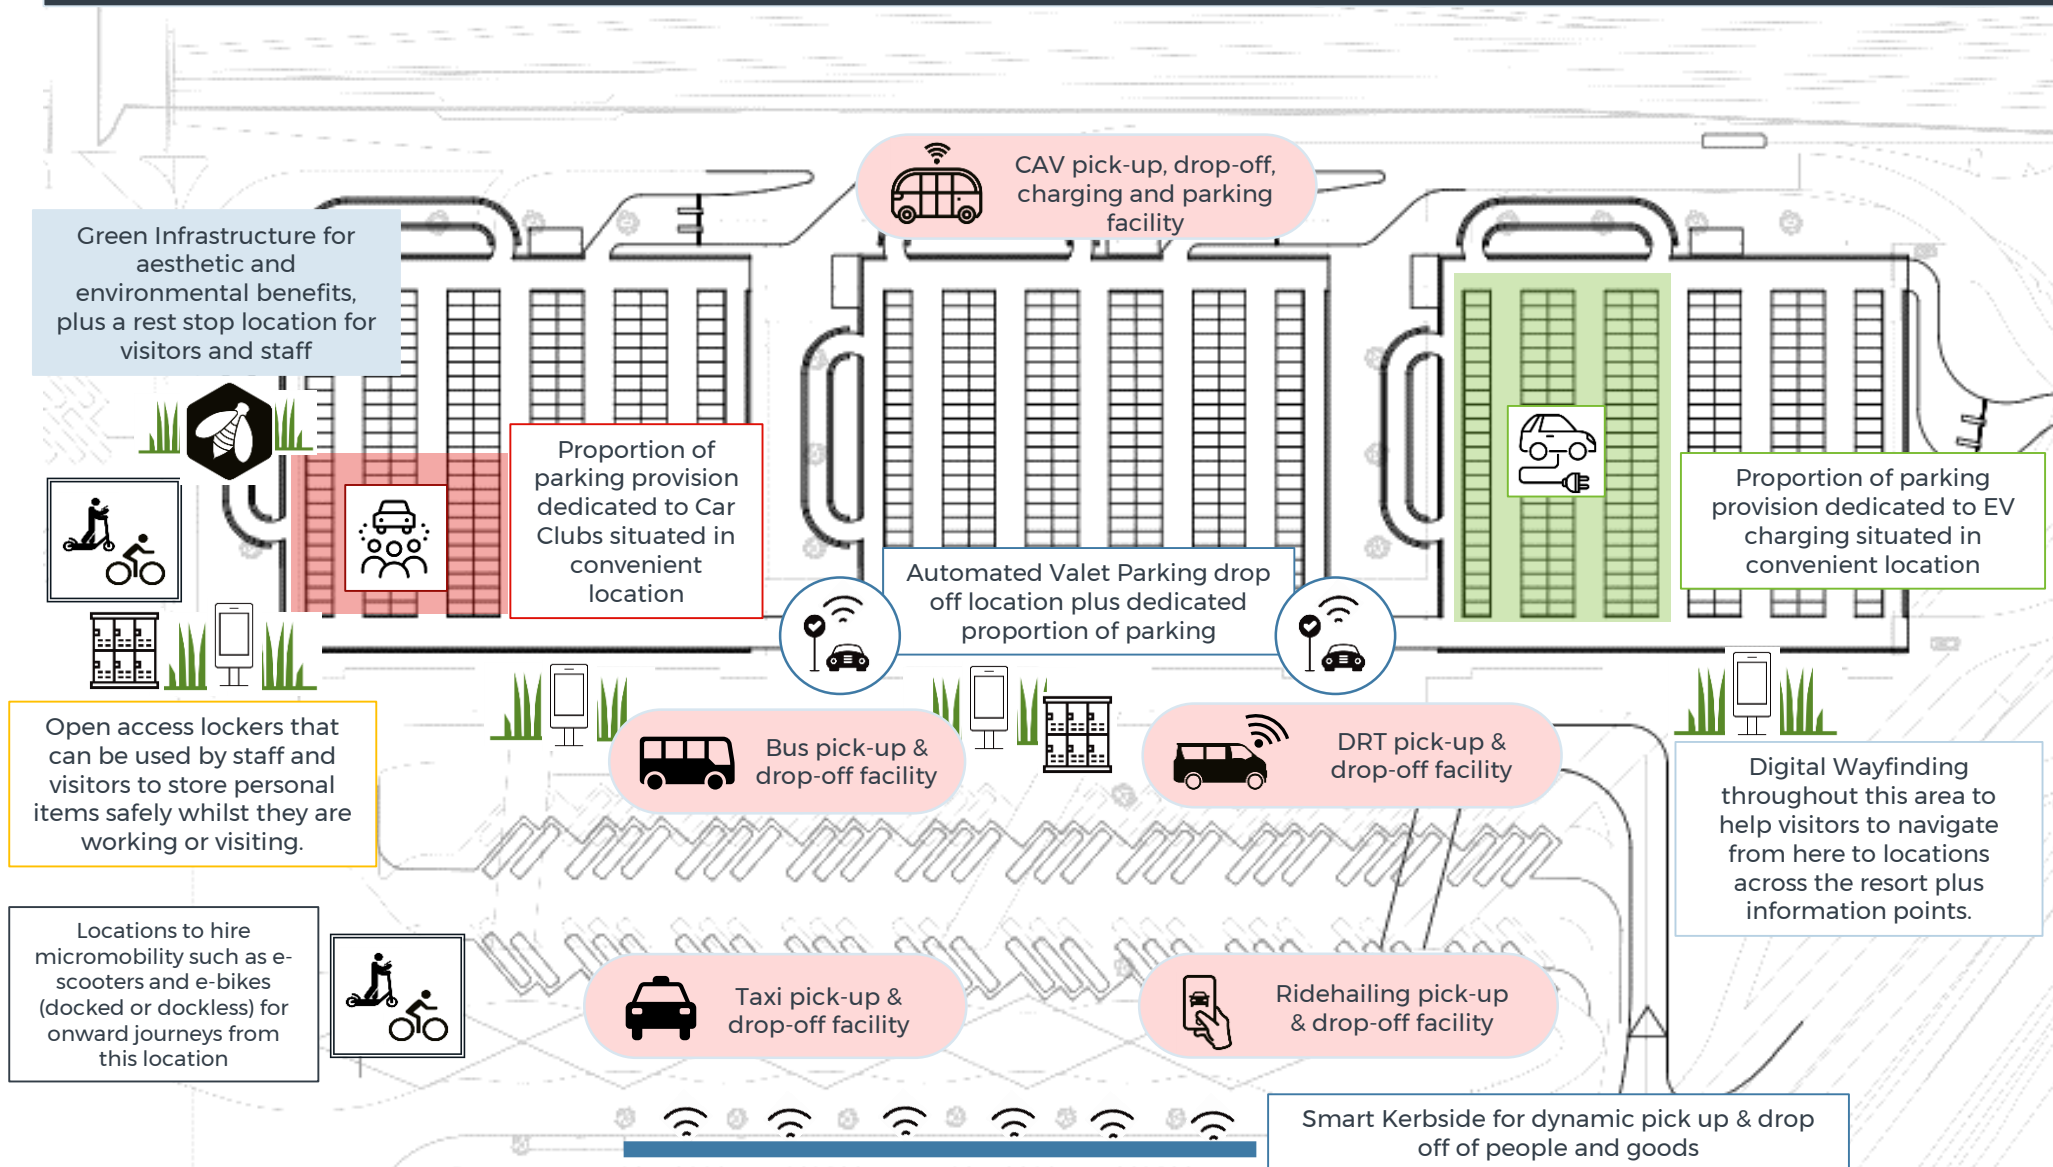 CAV pick-up, drop-off,
charging and parking
facility
Green Infrastructure for
aesthetic and
environmental benefits,
plus a rest stop location for
visitors and staff
Proportion of
parking provision
dedicated to Car
Clubs situated in
convenient
location
Automated Valet Parking drop
off location plus dedicated
proportion of parking
Proportion of parking
provision dedicated to EV
charging situated in
convenient location
Open access lockers that
can be used by staff and
visitors to store personal
items safely whilst they are
working or visiting.
Bus pick-up &
drop-off facility
DRT pick-up &
drop-off facility
Digital Wayfinding
throughout this area to
help visitors to navigate
from here to locations
across the resort plus
information points.
Locations to hire
micromobility such as e-
scooters and e-bikes
(docked or dockless) for
onward journeys from
this location
Taxi pick-up &
drop-off facility
Ridehailing pick-up
& drop-off facility
Smart Kerbside for dynamic pick up & drop
off of people and goods